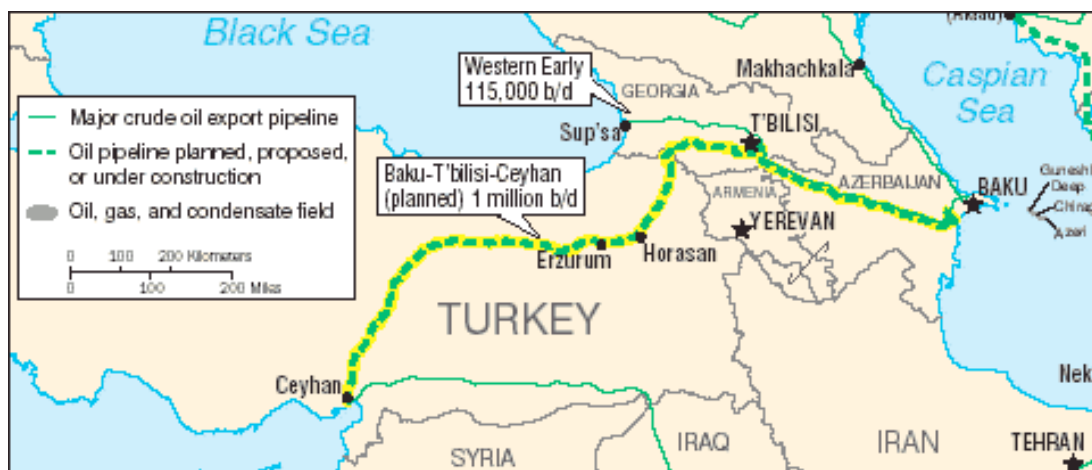 (Aktau)
Black Sea
Western Early
115,000 b/d
GEORGIA
Makhachkala
Caspian
Sea
Major crude oil export pipeline
Oil pipeline planned, proposed,
or under construction
Oil, gas, and condensate field
0 100 200 Kilometers
0 100 200 Miles
Sup'sa
T'BILISI
Baku-T'bilisi-Ceyhan
(planned) 1 million b/d
ARMENIA
AZERBAIJAN
BAKU
Deep
Azeri
YEREVAN
Erzurum
Horasan
TURKEY
Ceyhan
Nek
SYRIA
IRAQ
IRAN
TEHRAN